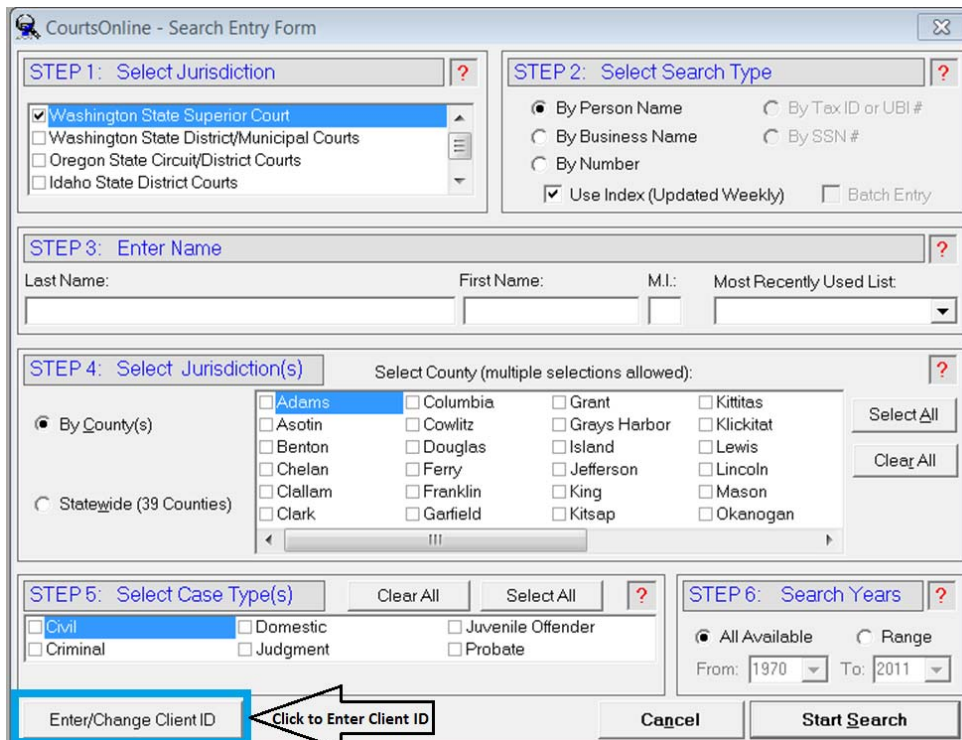 CourtsOnline - Search Entry Form
STEP 1: Select Jurisdiction ?
Washington State Superior Court
Washington State District/Municipal Courts
Oregon State Circuit/District Courts
Idaho State District Courts
STEP 2: Select Search Type ?
By Person Name By Tax ID or UBI #
By Business Name By SSN #
By Number
Use Index (Updated Weekly) Batch Entry
STEP 3: Enter Name ?
Last Name: First Name: M.I.: Most Recently Used List:
STEP 4: Select Jurisdiction(s) Select County (multiple selections allowed): ?
By County(s)
Statewide (39 Counties)
Adams Columbia Grant Kittitas
Asotin Cowlitz Grays Harbor Klickitat
Benton Douglas Island Lewis
Chelan Ferry Jefferson Lincoln
Clallam Franklin King Mason
Clark Garfield Kitsap Okanogan
Select All
Clear All
STEP 5: Select Case Type(s) Clear All Select All ?
Civil Domestic Juvenile Offender
Criminal Judgment Probate
STEP 6: Search Years ?
All Available Range
From: 1970 To: 2011
Enter/Change Client ID Click to Enter Client ID Cancel Start Search